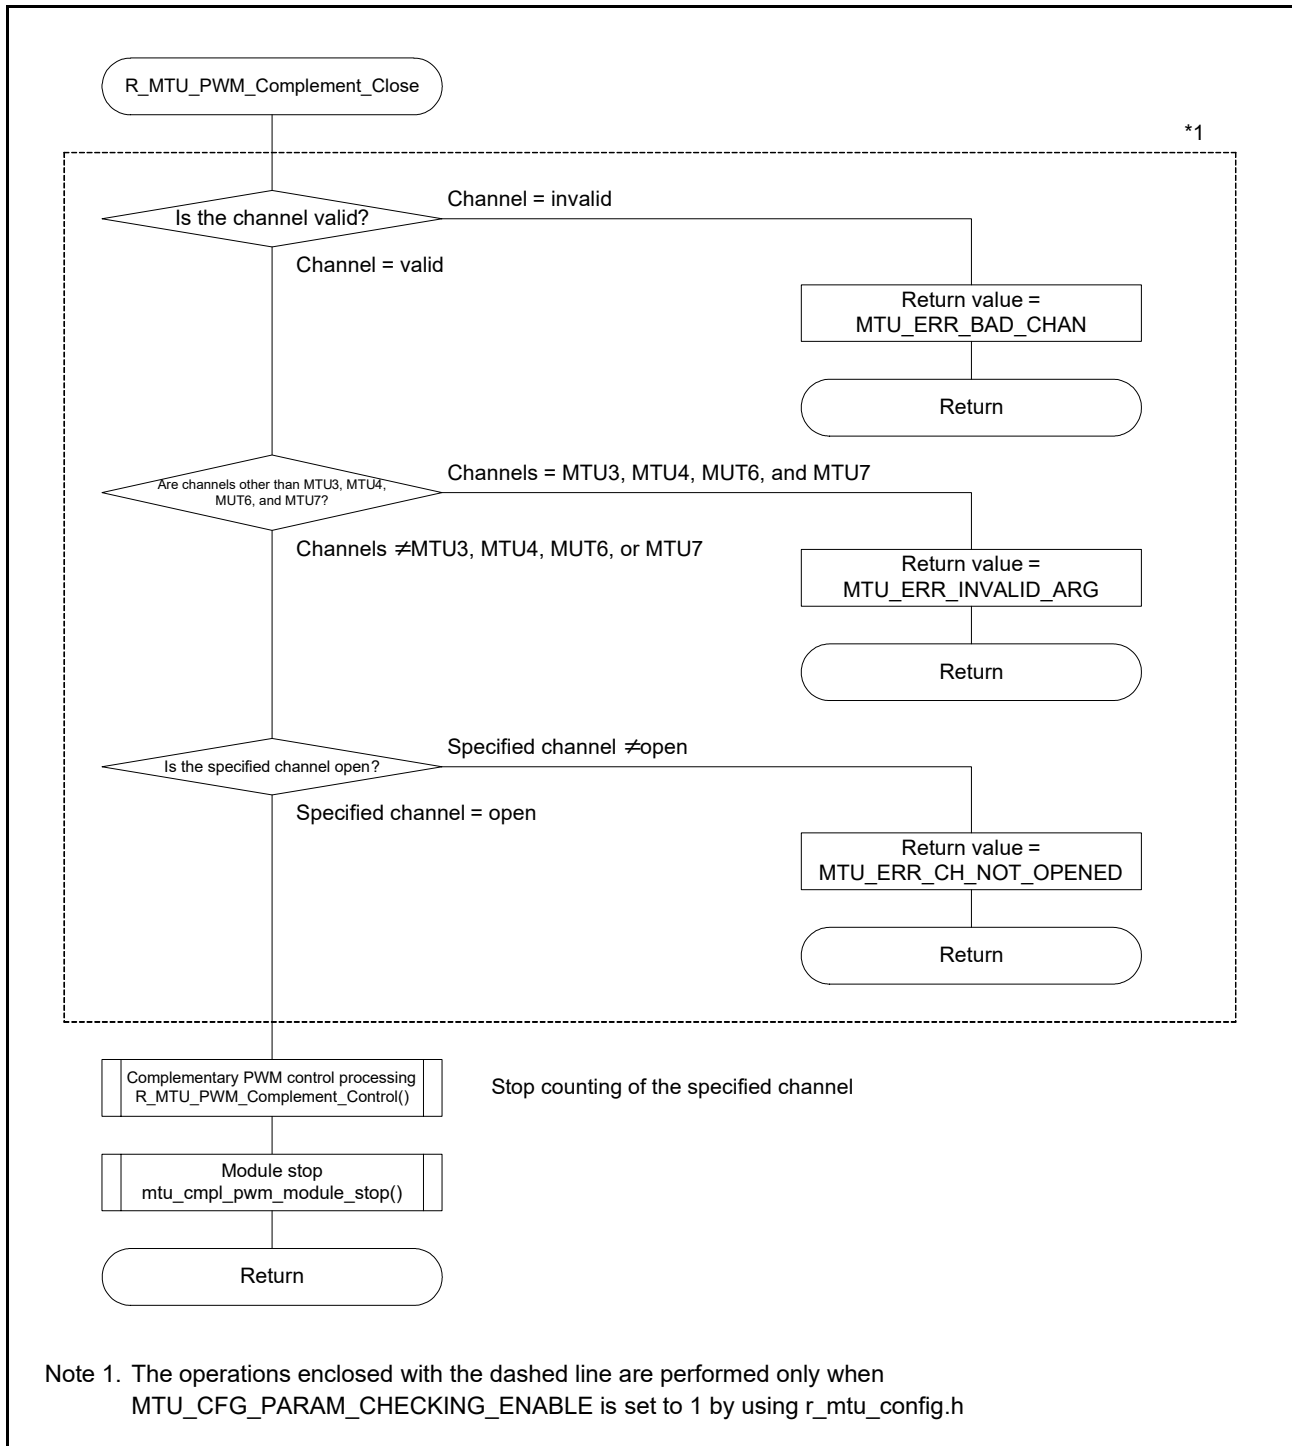 R_MTU_PWM_Complement_Close
*1
Is the channel valid?
Channel = invalid
Channel = valid
Return value =
MTU_ERR_BAD_CHAN
Return
Are channels other than MTU3, MTU4,
MUT6, and MTU7?
Channels = MTU3, MTU4, MUT6, and MTU7
Channels ≠MTU3, MTU4, MUT6, or MTU7
Return value =
MTU_ERR_INVALID_ARG
Return
Is the specified channel open?
Specified channel ≠open
Specified channel = open
Return value =
MTU_ERR_CH_NOT_OPENED
Return
Complementary PWM control processing
R_MTU_PWM_Complement_Control()
Stop counting of the specified channel
Module stop
mtu_cmpl_pwm_module_stop()
Return
Note 1. The operations enclosed with the dashed line are performed only when
MTU_CFG_PARAM_CHECKING_ENABLE is set to 1 by using r_mtu_config.h